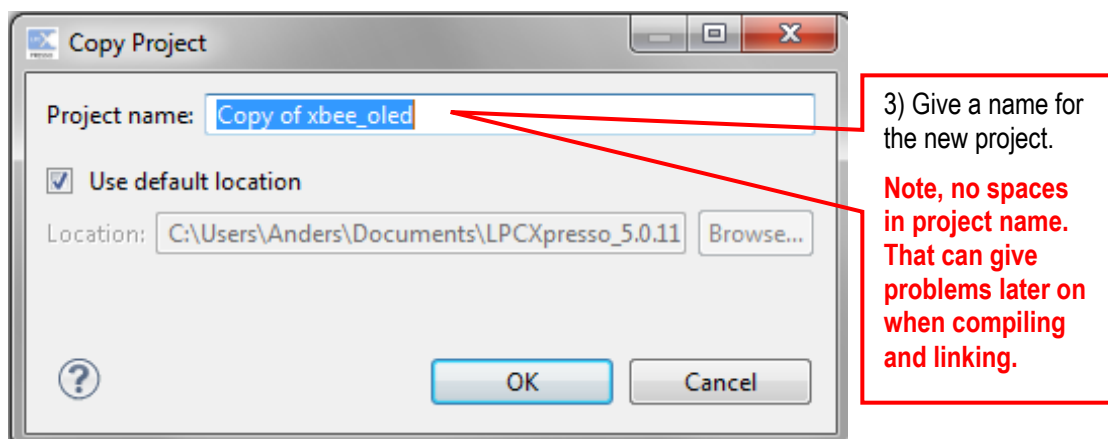 Copy Project
Project name: Copy of xbee_oled
Use default location
Location: C:\Users\Anders\Documents\LPCXpresso_5.0.11 Browse...
OK Cancel
3) Give a name for
the new project.
Note, no spaces
in project name.
That can give
problems later on
when compiling
and linking.